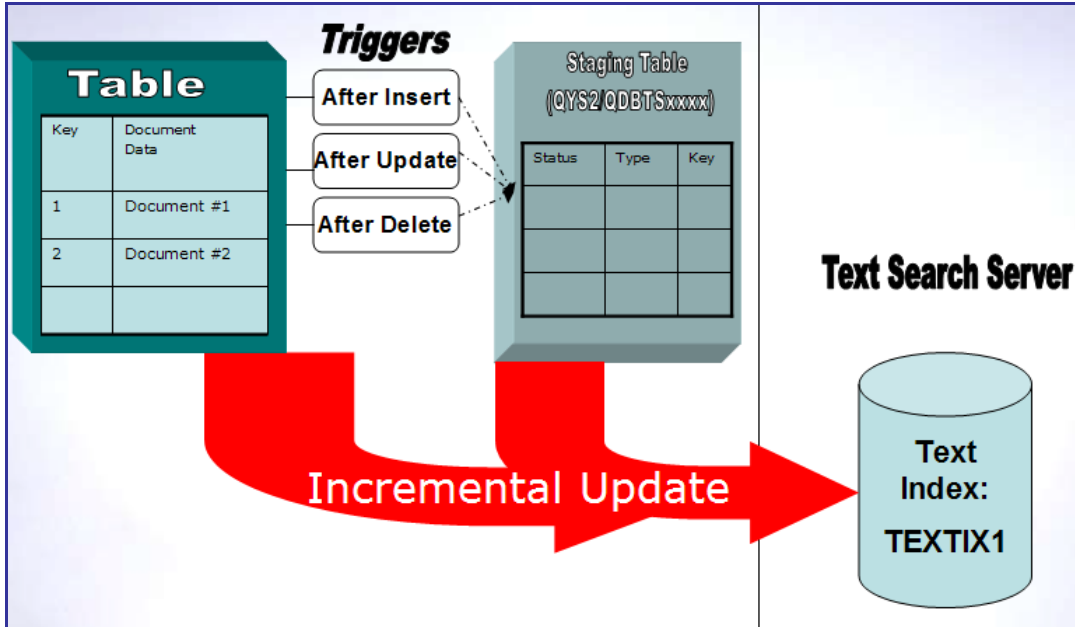 Triggers
Table
Key
Document
Data
1
Document #1
2
Document #2
After Insert
After Update
After Delete
Staging Table
(QYS2/QDBTSxxxx)
Status
Type
Key
Text Search Server
Incremental Update
Text
Index:
TEXTIX1